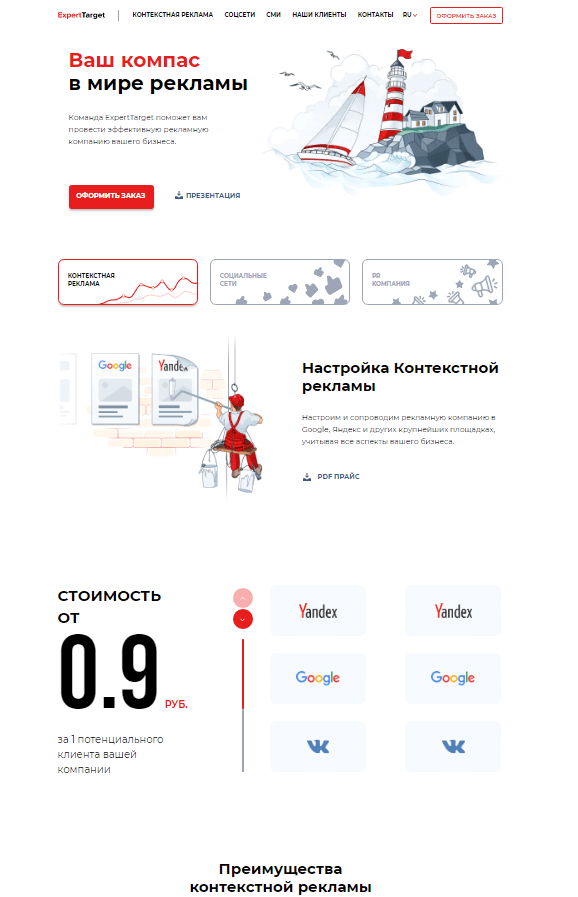 ExpertTarget
КОНТЕКСТНАЯ РЕКЛАМА СОЦСЕТИ СМИ НАШИ КЛИЕНТЫ КОНТАКТЫ RU ОФОРМИТЬ ЗАКАЗ
Ваш компас
в мире рекламы
Команда ExpertTarget поможет вам
провести эффективную рекламную
компанию вашего бизнеса.
ОФОРМИТЬ ЗАКАЗ ПРЕЗЕНТАЦИЯ
КОНТЕКСТНАЯ
РЕКЛАМА
СОЦИАЛЬНЫЕ
СЕТИ
PR
КОМПАНИЯ
Google
Yandex
Настройка Контекстной
рекламы
Настроим и сопроводим рекламную компанию в
Google, Яндекс и других крупнейших площадках,
учитывая все аспекты вашего бизнеса.
PDF ПРАЙС
СТОИМОСТЬ
ОТ
0.9 РУБ.
за 1 потенциального
клиента вашей
компании
Yandex Yandex
Google Google
Преимущества
контекстной рекламы